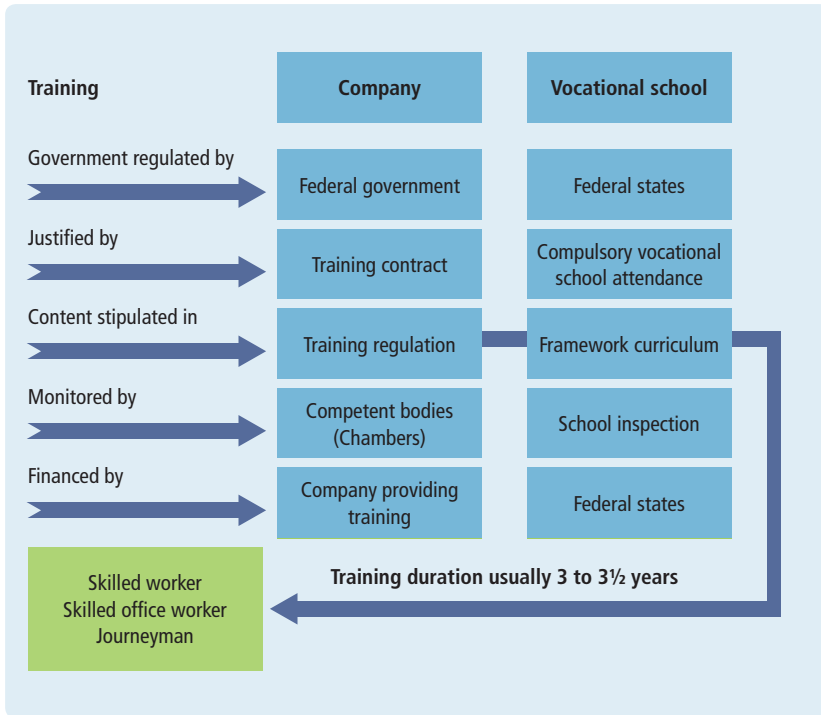 Training
Company
Vocational school
Government regulated by
Federal government
Federal states
Justified by
Training contract
Compulsory vocational
school attendance
Content stipulated in
Training regulation
Framework curriculum
Monitored by
Competent bodies
(Chambers)
School inspection
Financed by
Company providing
training
Federal states
Training duration usually 3 to 3½ years
Skilled worker
Skilled office worker
Journeyman